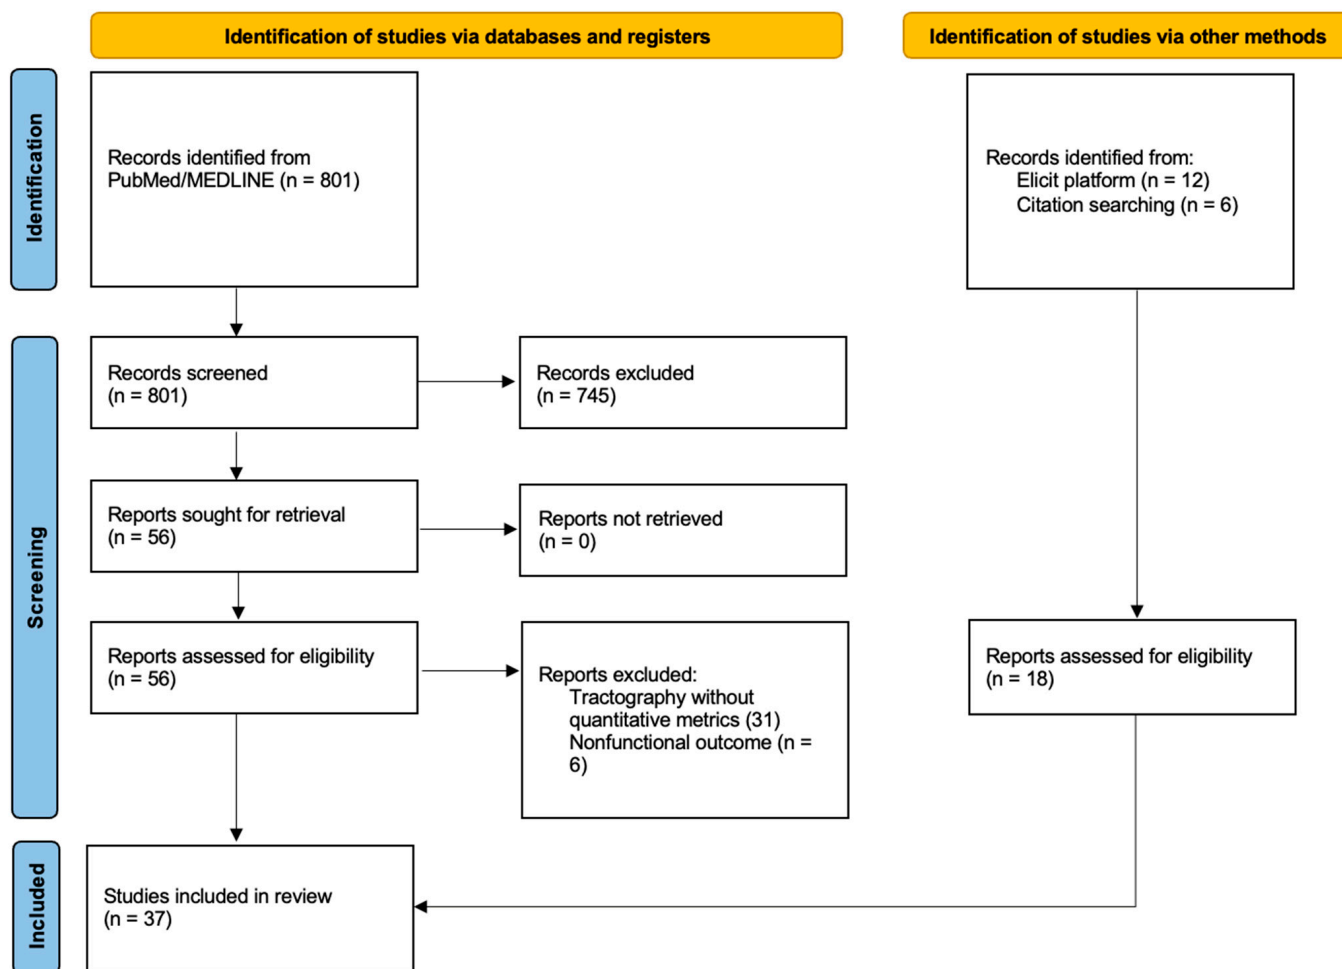 Identification of studies via databases and registers
Identification of studies via other methods
Identification
Records identified from
PubMed/MEDLINE (n = 801)
Records identified from:
Elicit platform (n = 12)
Citation searching (n = 6)
Screening
Records screened
(n = 801)
Records excluded
(n = 745)
Reports sought for retrieval
(n = 56)
Reports not retrieved
(n = 0)
Reports assessed for eligibility
(n = 56)
Reports excluded:
Tractography without
quantitative metrics (31)
Nonfunctional outcome (n =
6)
Reports assessed for eligibility
(n = 18)
Included
Studies included in review
(n = 37)